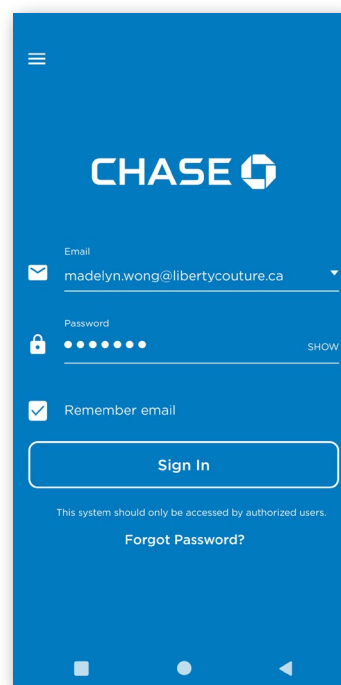 CHASE
Email
madelyn.wong@libertycouture.ca
Password
SHOW
Remember email
Sign In
This system should only be accessed by authorized users.
Forgot Password?